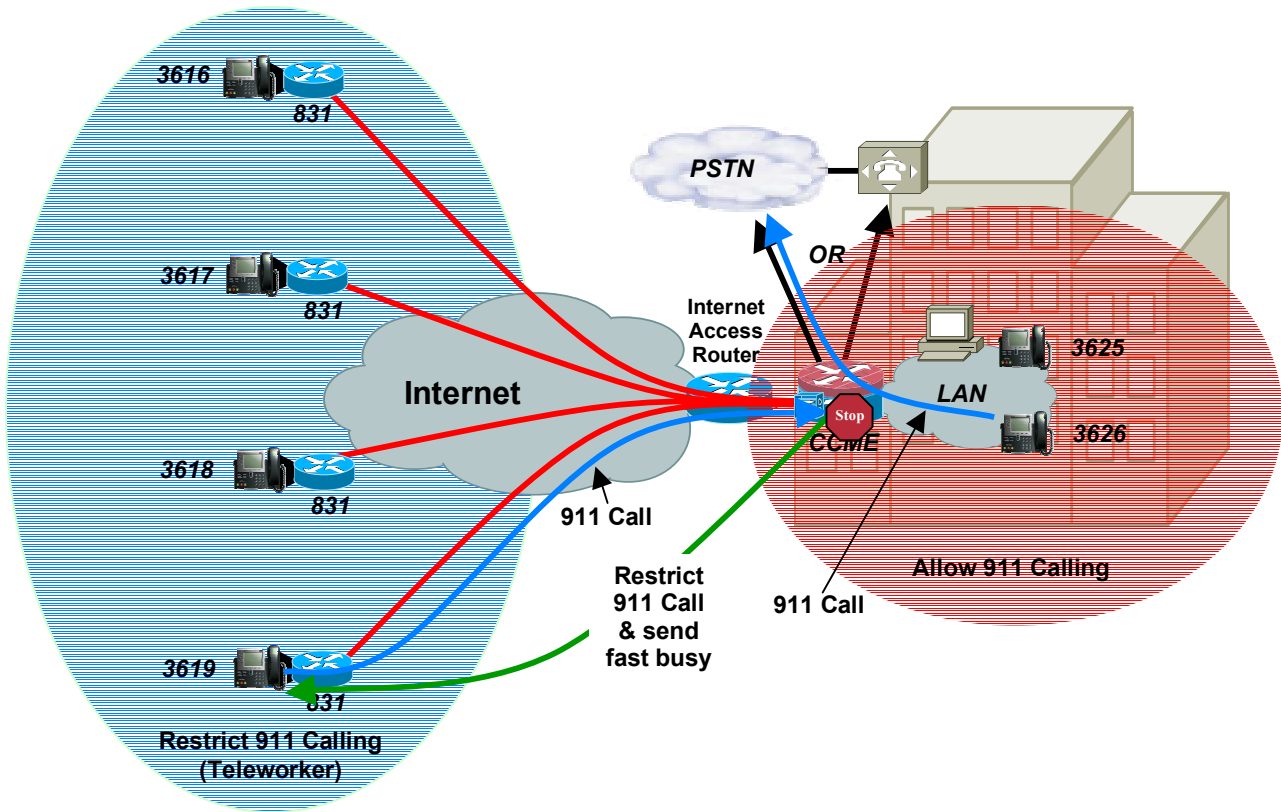 3616
831
PSTN
OR
3617
831
Internet
Access
Router
3625
Internet
LAN
Stop
3626
CCME
3618
831
911 Call
Restrict
911 Call
& send
fast busy
911 Call
Allow 911 Calling
3619
831
Restrict 911 Calling
(Teleworker)